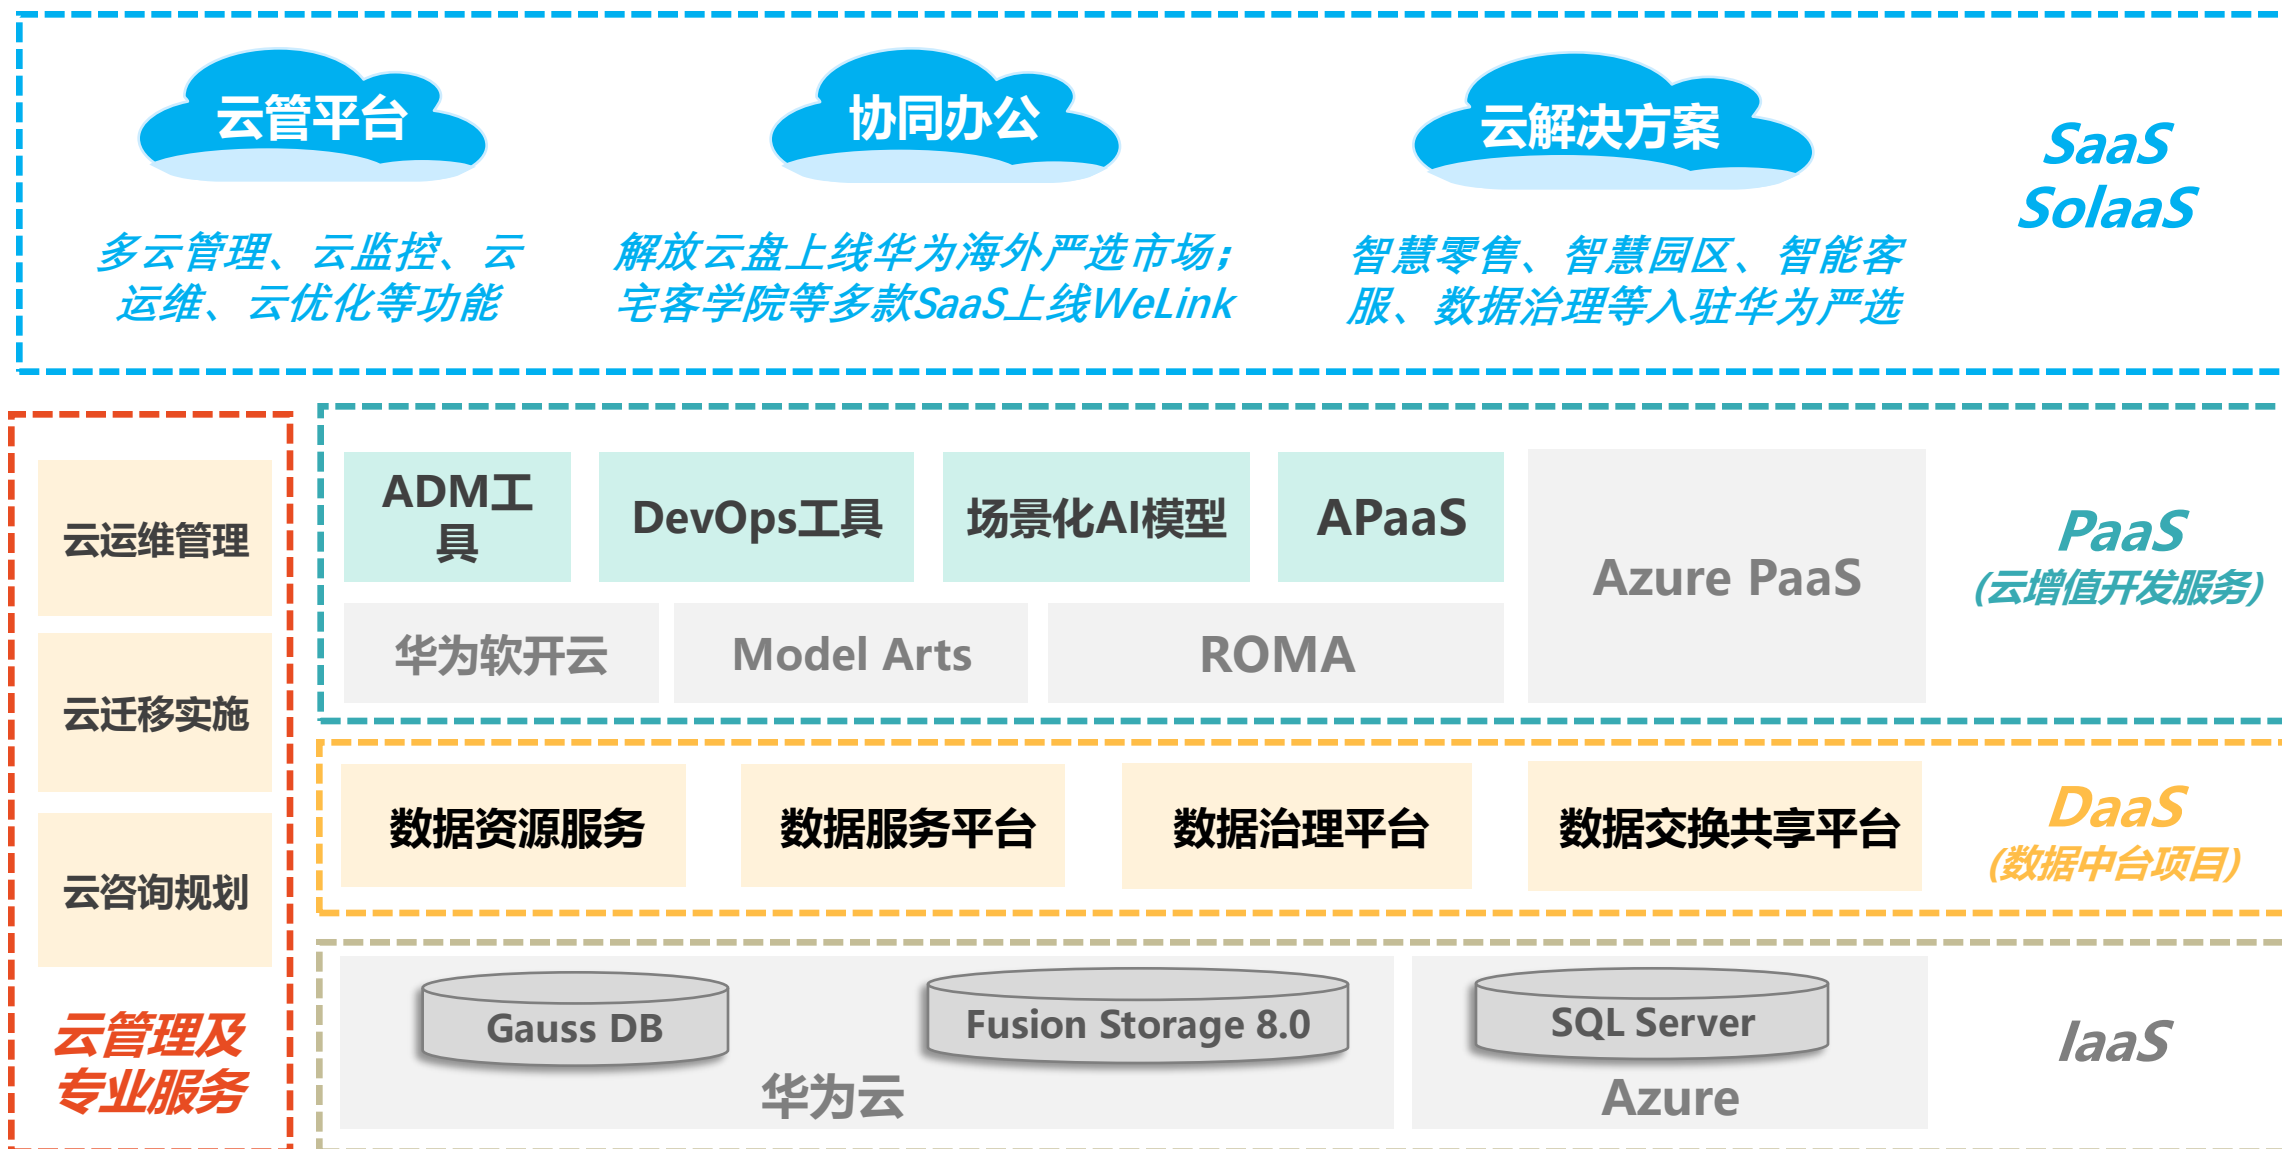 云管平台
协同办公
云解决方案
SaaS
SolaaS
多云管理、云监控、云
运维、云优化等功能
解放云盘上线华为海外严选市场；
宅客学院等多款SaaS上线WeLink
智慧零售、智慧园区、智能客
服、数据治理等入驻华为严选
云运维管理
云迁移实施
云咨询规划
云管理及
专业服务
ADM工
具
DevOps工具
场景化AI模型
APaaS
Azure PaaS
华为软开云
Model Arts
ROMA
PaaS
(云增值开发服务)
数据资源服务
数据服务平台
数据治理平台
数据交换共享平台
DaaS
(数据中台项目)
Gauss DB
Fusion Storage 8.0
华为云
SQL Server
Azure
IaaS